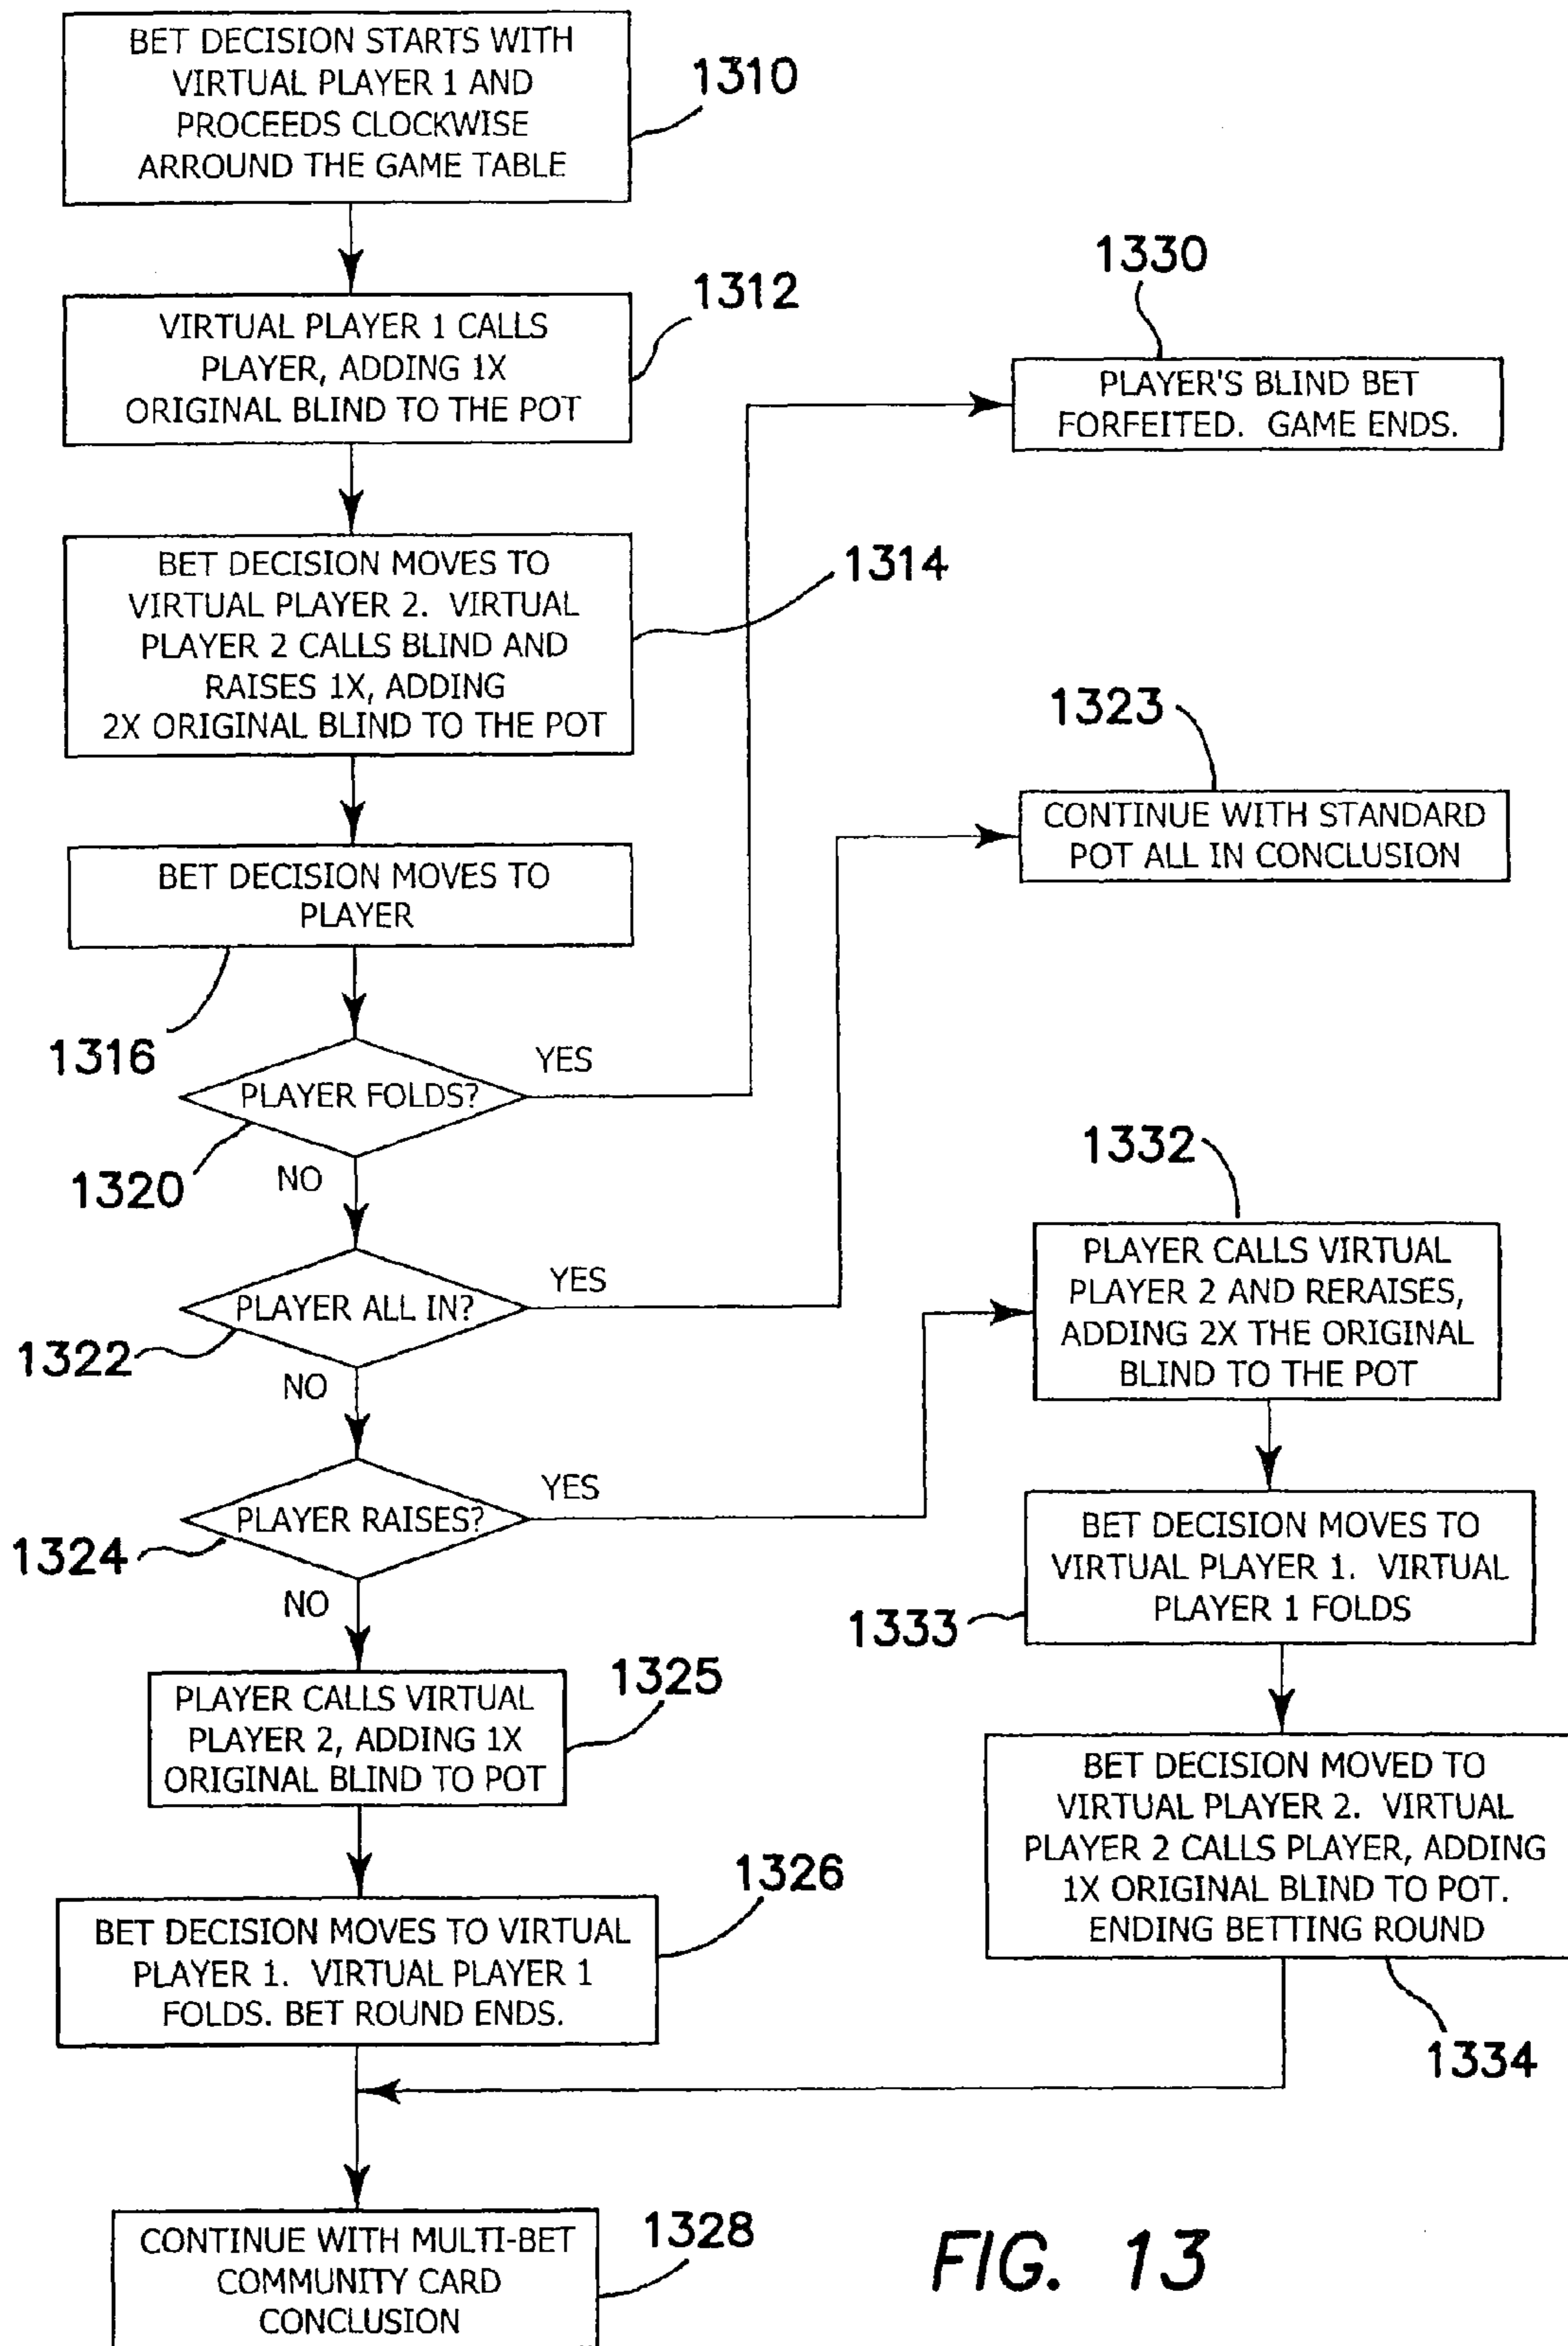 BET DECISION STARTS WITH
VIRTUAL PLAYER 1 AND
PROCEEDS CLOCKWISE
ARROUND THE GAME TABLE
1310
VIRTUAL PLAYER 1 CALLS
PLAYER, ADDING 1X
ORIGINAL BLIND TO THE POT
1312
BET DECISION MOVES TO
VIRTUAL PLAYER 2. VIRTUAL
PLAYER 2 CALLS BLIND AND
RAISES 1X, ADDING
2X ORIGINAL BLIND TO THE POT
1314
BET DECISION MOVES TO
PLAYER
1316
PLAYER FOLDS?
YES
1320
NO
1330
PLAYER'S BLIND BET
FORFEITED. GAME ENDS.
PLAYER ALL IN?
YES
1322
NO
1323
CONTINUE WITH STANDARD
POT ALL IN CONCLUSION
PLAYER RAISES?
YES
1324
NO
1332
PLAYER CALLS VIRTUAL
PLAYER 2 AND RERAISES,
ADDING 2X THE ORIGINAL
BLIND TO THE POT
BET DECISION MOVES TO
VIRTUAL PLAYER 1. VIRTUAL
PLAYER 1 FOLDS
1333
BET DECISION MOVED TO
VIRTUAL PLAYER 2. VIRTUAL
PLAYER 2 CALLS PLAYER, ADDING
1X ORIGINAL BLIND TO POT.
ENDING BETTING ROUND
1334
PLAYER CALLS VIRTUAL
PLAYER 2, ADDING 1X
ORIGINAL BLIND TO POT
1325
BET DECISION MOVES TO VIRTUAL
PLAYER 1. VIRTUAL PLAYER 1
FOLDS. BET ROUND ENDS.
1326
CONTINUE WITH MULTI-BET
COMMUNITY CARD
CONCLUSION
1328
FIG. 13